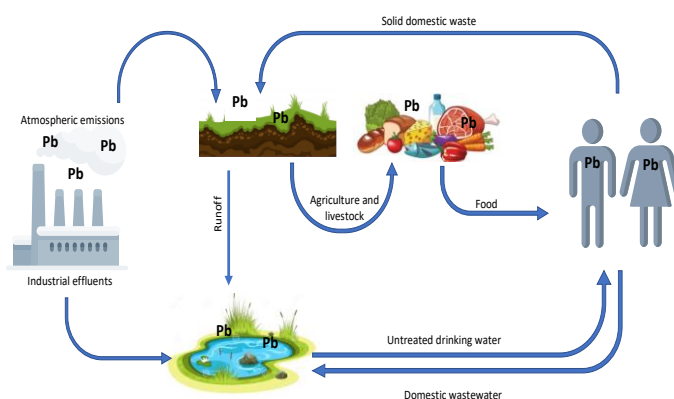 Solid domestic waste
Pb
Pb
Pb
Pb
Atmospheric emissions
Pb
Pb
Pb
Pb
Pb
Agriculture and
livestock
Food
Runoff
Industrial effluents
Pb
Pb
Untreated drinking water
Domestic wastewater